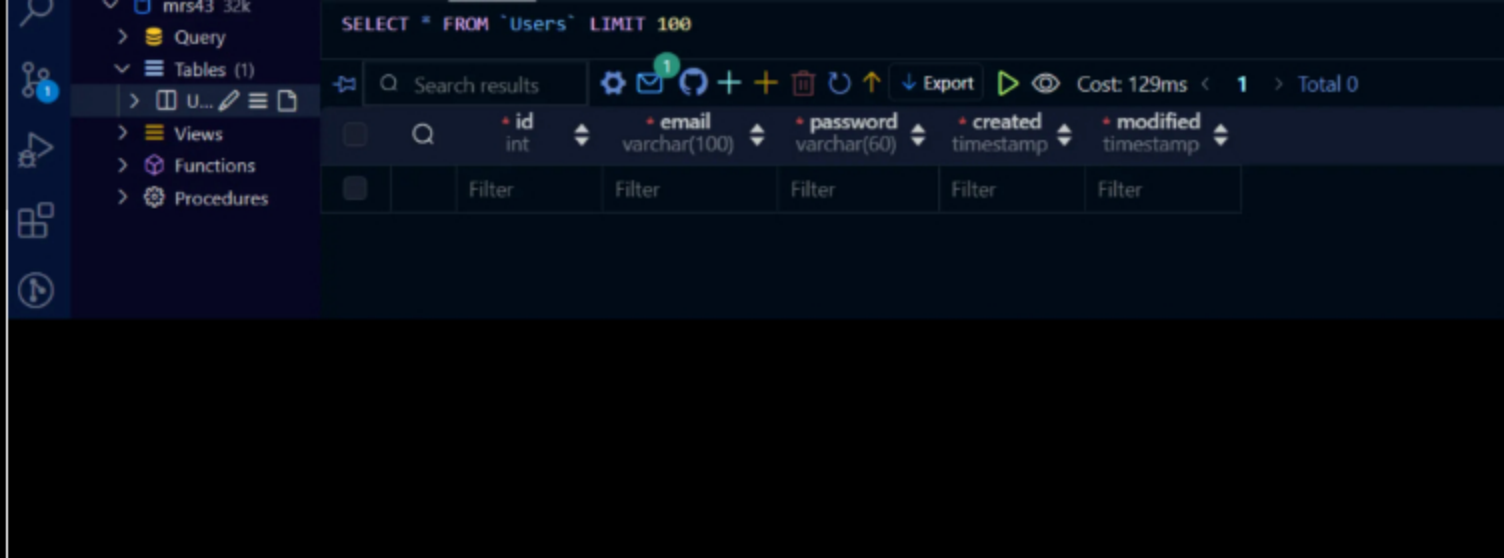 mrs43 32k
SELECT * FROM `Users` LIMIT 100
Query
Tables (1)
1
Search results
1
Export
Cost: 129ms
1
Total 0
U...
* id
* email
* password
* created
* modified
int
varchar(100)
varchar(60)
timestamp
timestamp
Views
Functions
Procedures
Filter
Filter
Filter
Filter
Filter